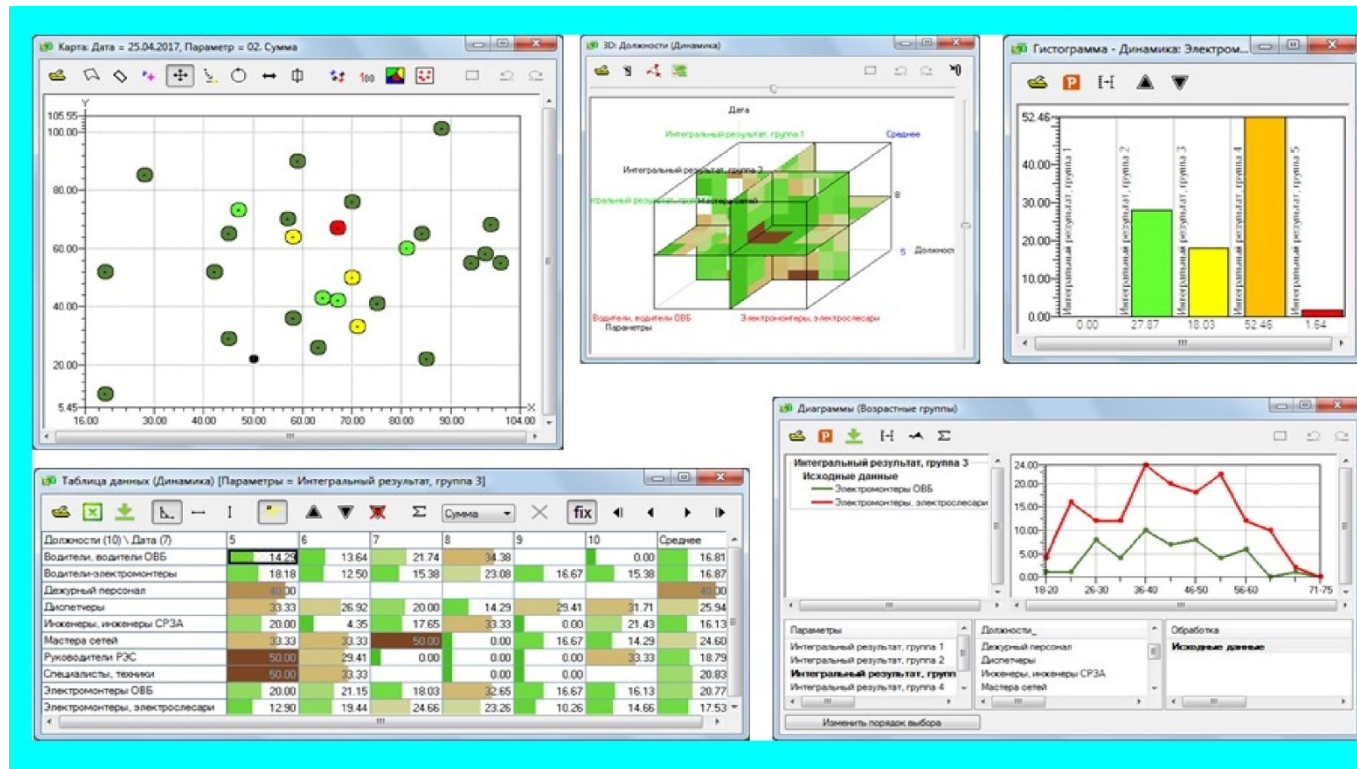 Карта: Дата = 25.04.2017, Параметр = 02. Сумма
100
Y
105.55
100.00
80.00
60.00
40.00
20.00
5.45
16.00 30.00 40.00 50.00 60.00 70.00 80.00 90.00 104.00
X
3D: Должности (Динамика)
Дата
Интегральный результат, группа 1
Среднее
Интегральный результат, группа 3
Мастера сетей
8
5
Водители, водители ОВБ
Электромонтеры, электрослесари
Параметры
Гистограмма - Динамика: Электром...
52.46
40.00
30.00
20.00
10.00
0.00
Интегральный результат, группа 1
Интегральный результат, группа 2
Интегральный результат, группа 3
Интегральный результат, группа 4
Интегральный результат, группа 5
0.00 27.87 18.03 52.46 1.64
Таблица данных (Динамика) [Параметры = Интегральный результат, группа 3]
Σ Сумма fix
Должности (10) \ Дата (7) 5 6 7 8 9 10 Среднее
Водители, водители ОВБ 14.29 13.64 21.74 34.38 0.00 16.81
Водители-электромонтеры 18.18 12.50 15.38 23.08 16.67 15.38 16.87
Дежурный персонал 40.00 40.00
Диспетчеры 33.33 26.92 20.00 14.29 29.41 31.71 25.94
Инженеры, инженеры СРЗА 20.00 4.35 17.65 33.33 0.00 21.43 16.13
Мастера сетей 33.33 33.33 50.00 0.00 16.67 14.29 24.60
Руководители РЭС 50.00 29.41 0.00 0.00 0.00 33.33 18.79
Специалисты, техники 50.00 33.33 0.00 0.00 20.83
Электромонтеры ОВБ 20.00 21.15 18.03 32.65 16.67 16.13 20.77
Электромонтеры, электрослесари 12.90 19.44 24.66 23.26 10.26 14.66 17.53
Диаграммы (Возрастные группы)
P Σ
Интегральный результат, группа 3
Исходные данные
Электромонтеры ОВБ
Электромонтеры, электрослесари
24.00
20.00
15.00
10.00
5.00
0.00
18-20 26-30 36-40 46-50 56-60 71-75
Параметры
Интегральный результат, группа 1
Интегральный результат, группа 2
Интегральный результат, групп
Интегральный результат, группа 4
Должности_
Дежурный персонал
Диспетчеры
Инженеры, инженеры СРЗА
Мастера сетей
Обработка
Исходные данные
Изменить порядок выбора